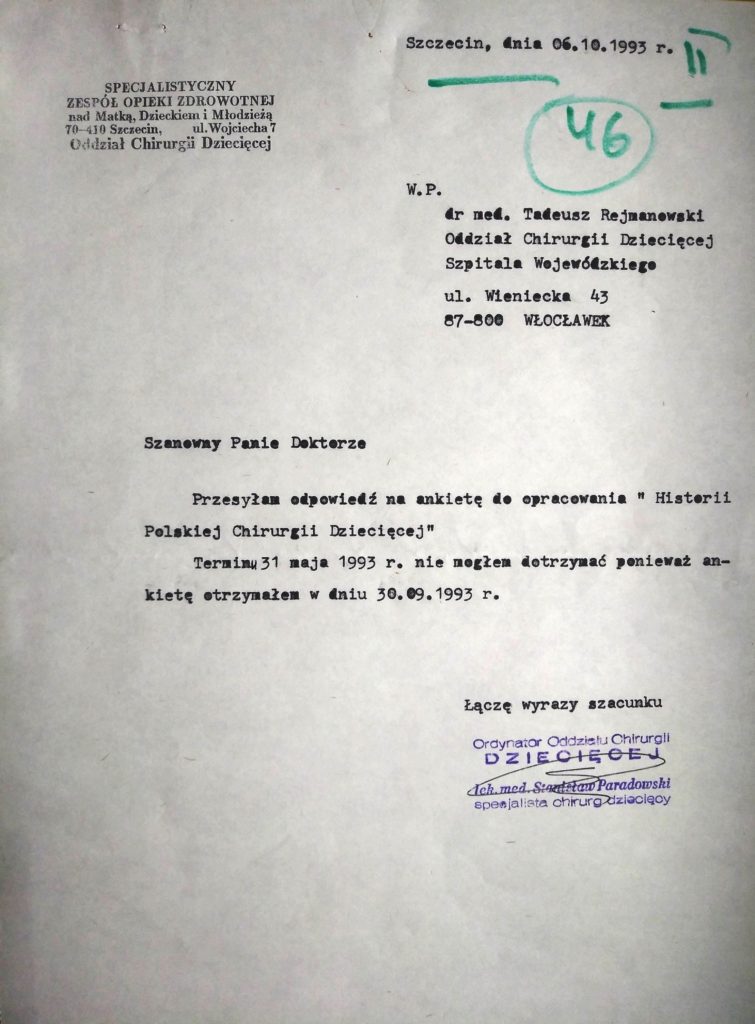 Szczecin, dnia 06.10.1993 r.
II
46
SPECJALISTYCZNY
ZESPÓŁ OPIEKI ZDROWOTNEJ
nad Matką, Dzieckiem i Młodzieżą
70-410 Szczecin, ul. Wojciecha 7
Oddział Chirurgii Dziecięcej
W.P.
dr med. Tadeusz Rejmanowski
Oddział Chirurgii Dziecięcej
Szpitala Wojewódzkiego
ul. Wieniecka 43
87-800 WŁOCŁAWEK
Szanowny Panie Doktorze
Przesyłam odpowiedź na ankietę do opracowania " Historii
Polskiej Chirurgii Dziecięcej"
Terminu 31 maja 1993 r. nie mogłem dotrzymać ponieważ an-
kietę otrzymałem w dniu 30.09.1993 r.
Łączę wyrazy szacunku
Ordynator Oddziału Chirurgii
DZIECIĘCEJ
lek. med. Stanisław Paradowski
specjalista chirurg dziecięcy